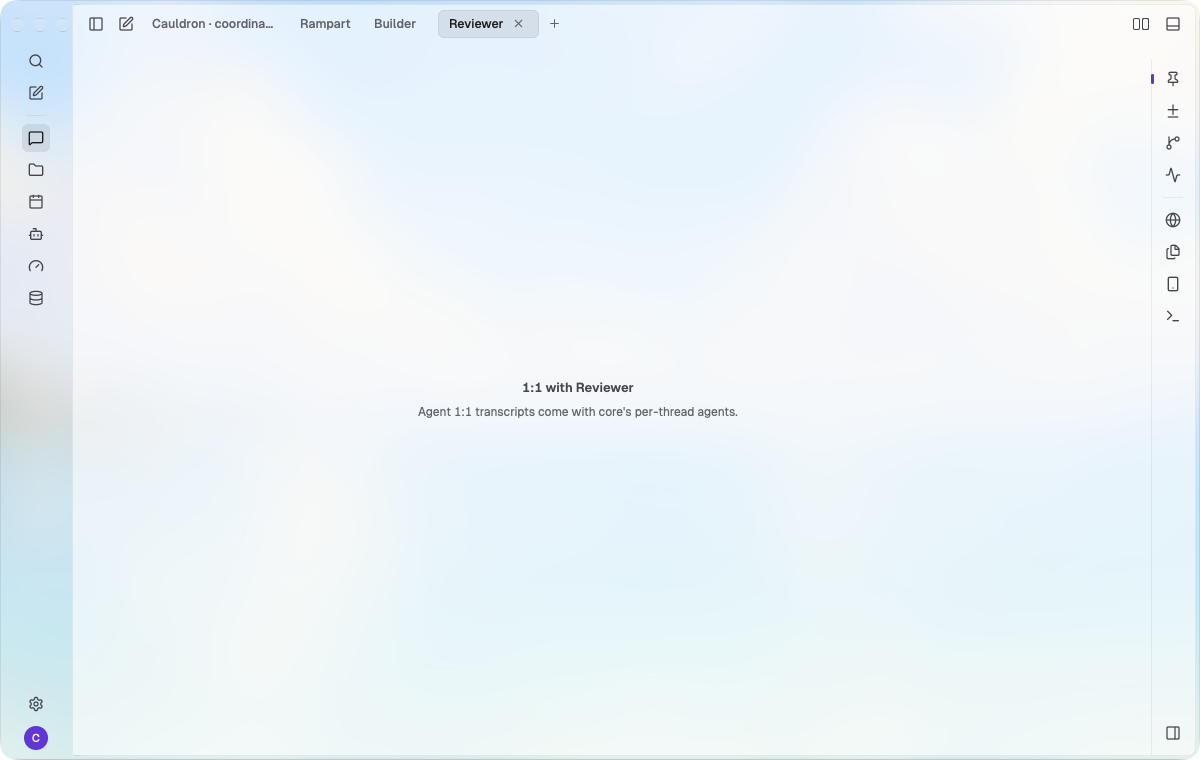 Cauldron · coordina...
Rampart
Builder
Reviewer
1:1 with Reviewer
Agent 1:1 transcripts come with core's per-thread agents.
C